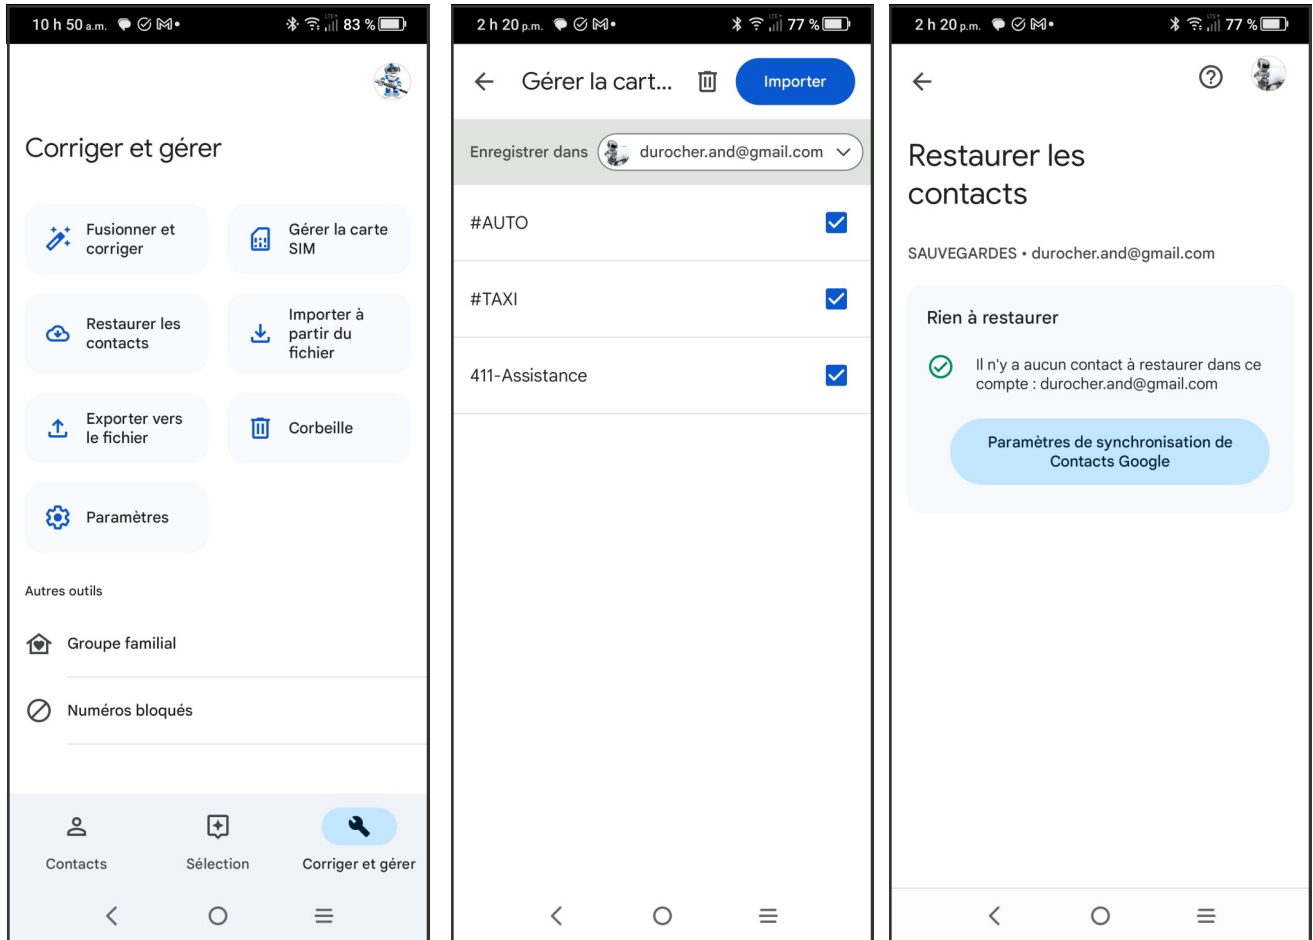 10 h 50 a.m.
83 %
Corriger et gérer
Fusionner et
corriger
Gérer la carte
SIM
Restaurer les
contacts
Importer à
partir du
fichier
Exporter vers
le fichier
Corbeille
Paramètres
Autres outils
Groupe familial
Numéros bloqués
Contacts
Sélection
Corriger et gérer
2 h 20 p.m.
77 %
Gérer la cart...
Importer
Enregistrer dans
durocher.and@gmail.com
#AUTO
#TAXI
411-Assistance
2 h 20 p.m.
77 %
Restaurer les
contacts
SAUVEGARDES • durocher.and@gmail.com
Rien à restaurer
Il n'y a aucun contact à restaurer dans ce
compte : durocher.and@gmail.com
Paramètres de synchronisation de
Contacts Google